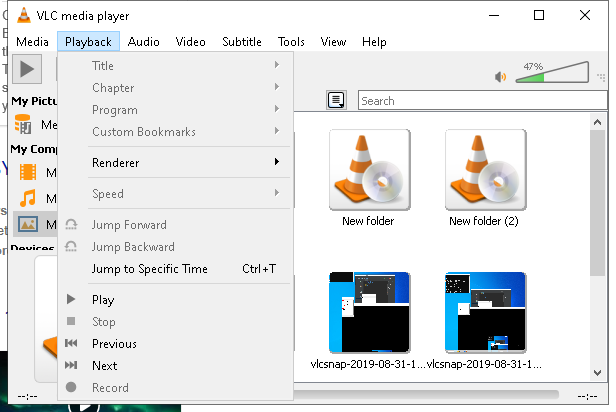 VLC media player
Media Playback Audio Video Subtitle Tools View Help
47%
Title
Chapter
Program
Custom Bookmarks
Renderer
Speed
Jump Forward
Jump Backward
Jump to Specific Time Ctrl+T
Play
Stop
Previous
Next
Record
Search
My Pictu
Me
My Comp
M
M
M
Devices
New folder
New folder (2)
vlcsnap-2019-08-31-1...
vlcsnap-2019-08-31-1...
--:--
--:--